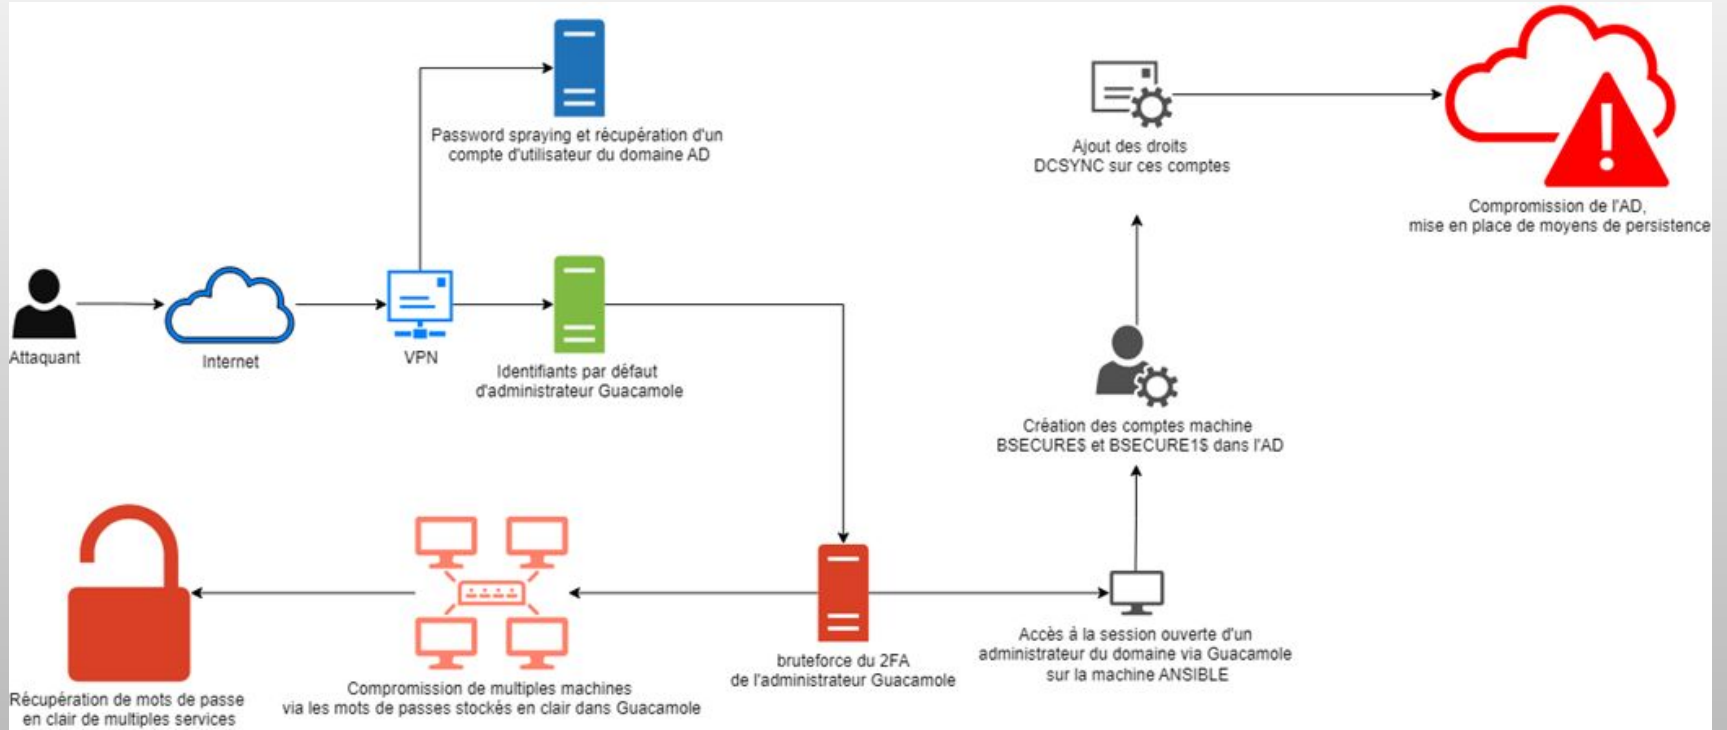 Password spraying et récupération d'un
compte d'utilisateur du domaine AD
Ajout des droits
DCSYNC sur ces comptes
Compromission de l'AD,
mise en place de moyens de persistence
Attaquant
Internet
VPN
Identifiants par défaut
d'administrateur Guacamole
Création des comptes machine
BSECURE$ et BSECURE1$ dans l'AD
Récupération de mots de passe
en clair de multiples services
Compromission de multiples machines
via les mots de passes stockés en clair dans Guacamole
bruteforce du 2FA
de l'administrateur Guacamole
Accès à la session ouverte d'un
administrateur du domaine via Guacamole
sur la machine ANSIBLE